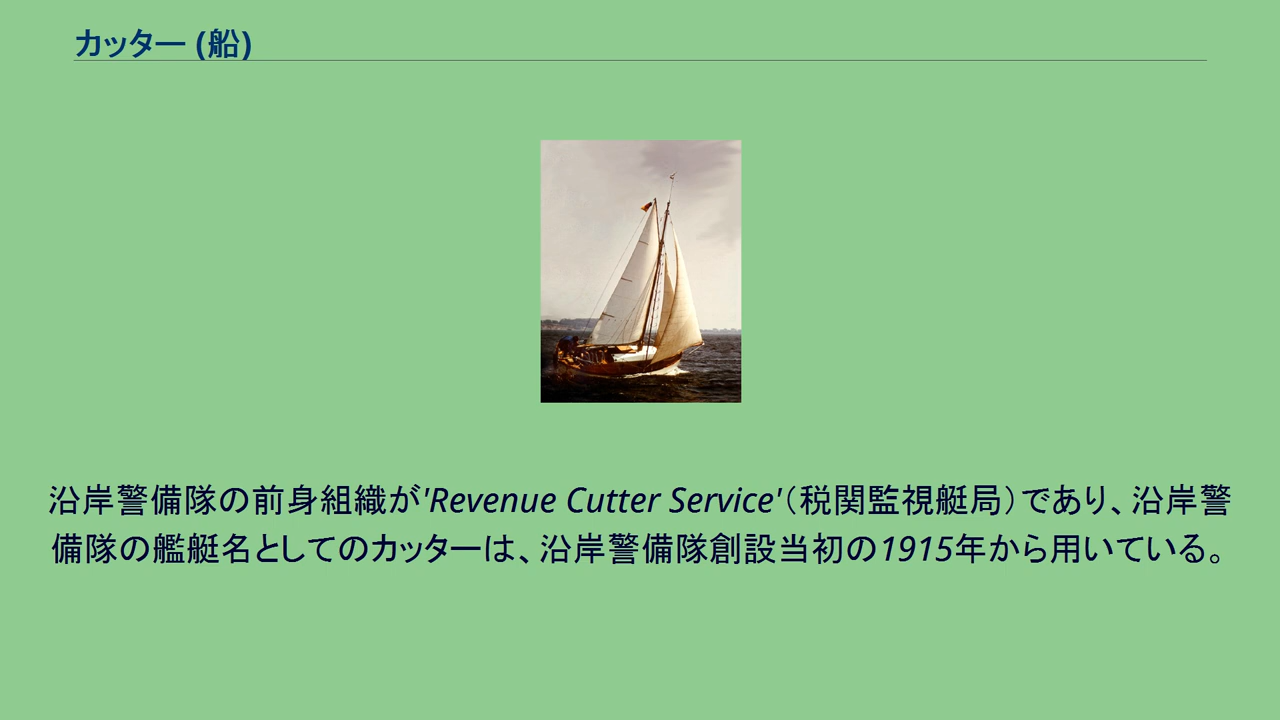 カッター (船)
沿岸警備隊の前身組織が'Revenue Cutter Service'（税関監視艇局）であり、沿岸警
備隊の艦艇名としてのカッターは、沿岸警備隊創設当初の1915年から用いている。